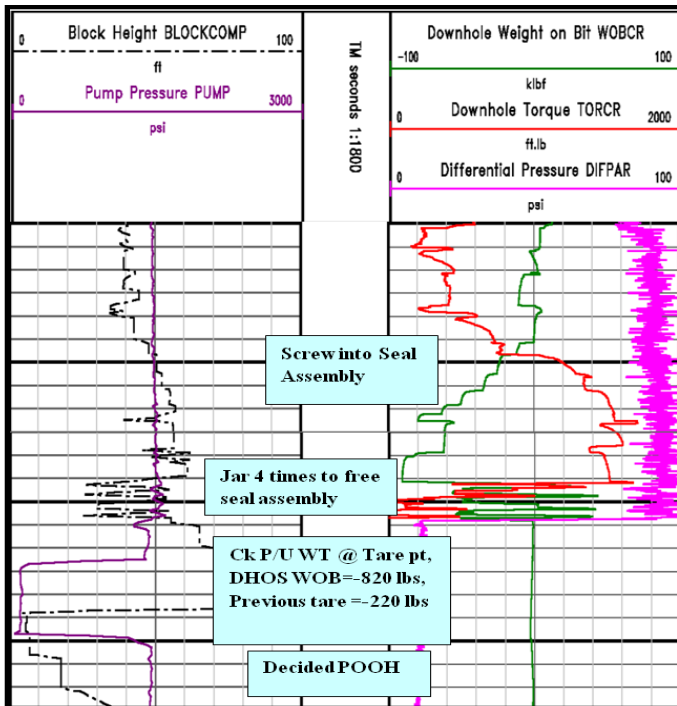 Block Height BLOCKCOMP
0 100
ft
Pump Pressure PUMP
0 3000
psi
TM seconds 1:1800
Downhole Weight on Bit WOBCR
-100 100
klbf
Downhole Torque TORCR
0 2000
ft.lb
Differential Pressure DIFPAR
0 100
psi
Screw into Seal
Assembly
Jar 4 times to free
seal assembly
Ck P/U WT @ Tare pt,
DHOS WOB=-820 lbs,
Previous tare =-220 lbs
Decided POOH